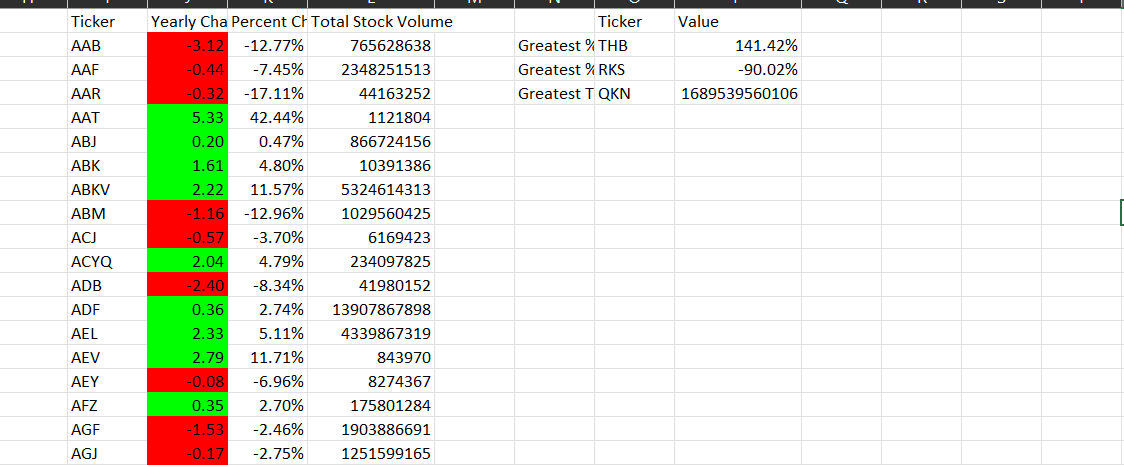 Ticker Yearly Cha Percent Ch Total Stock Volume Ticker Value
AAB -3.12 -12.77% 765628638 Greatest % THB 141.42%
AAF -0.44 -7.45% 2348251513 Greatest % RKS -90.02%
AAR -0.32 -17.11% 44163252 Greatest T QKN 1689539560106
AAT 5.33 42.44% 1121804
ABJ 0.20 0.47% 866724156
ABK 1.61 4.80% 10391386
ABKV 2.22 11.57% 5324614313
ABM -1.16 -12.96% 1029560425
ACJ -0.57 -3.70% 6169423
ACYQ 2.04 4.79% 234097825
ADB -2.40 -8.34% 41980152
ADF 0.36 2.74% 13907867898
AEL 2.33 5.11% 4339867319
AEV 2.79 11.71% 843970
AEY -0.08 -6.96% 8274367
AFZ 0.35 2.70% 175801284
AGF -1.53 -2.46% 1903886691
AGJ -0.17 -2.75% 1251599165